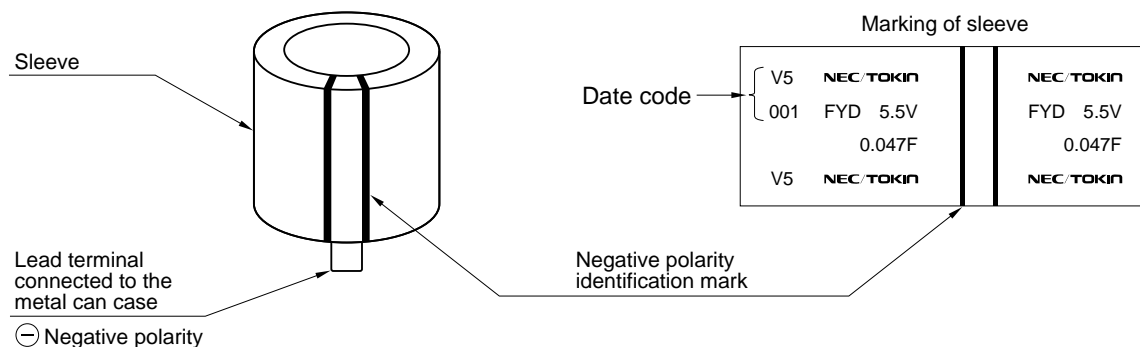 Marking of sleeve
Sleeve
Date code
V5 NEC/TOKIN
001 FYD 5.5V
0.047F
V5 NEC/TOKIN
NEC/TOKIN
FYD 5.5V
0.047F
NEC/TOKIN
Lead terminal
connected to the
metal can case
⊖ Negative polarity
Negative polarity
identification mark